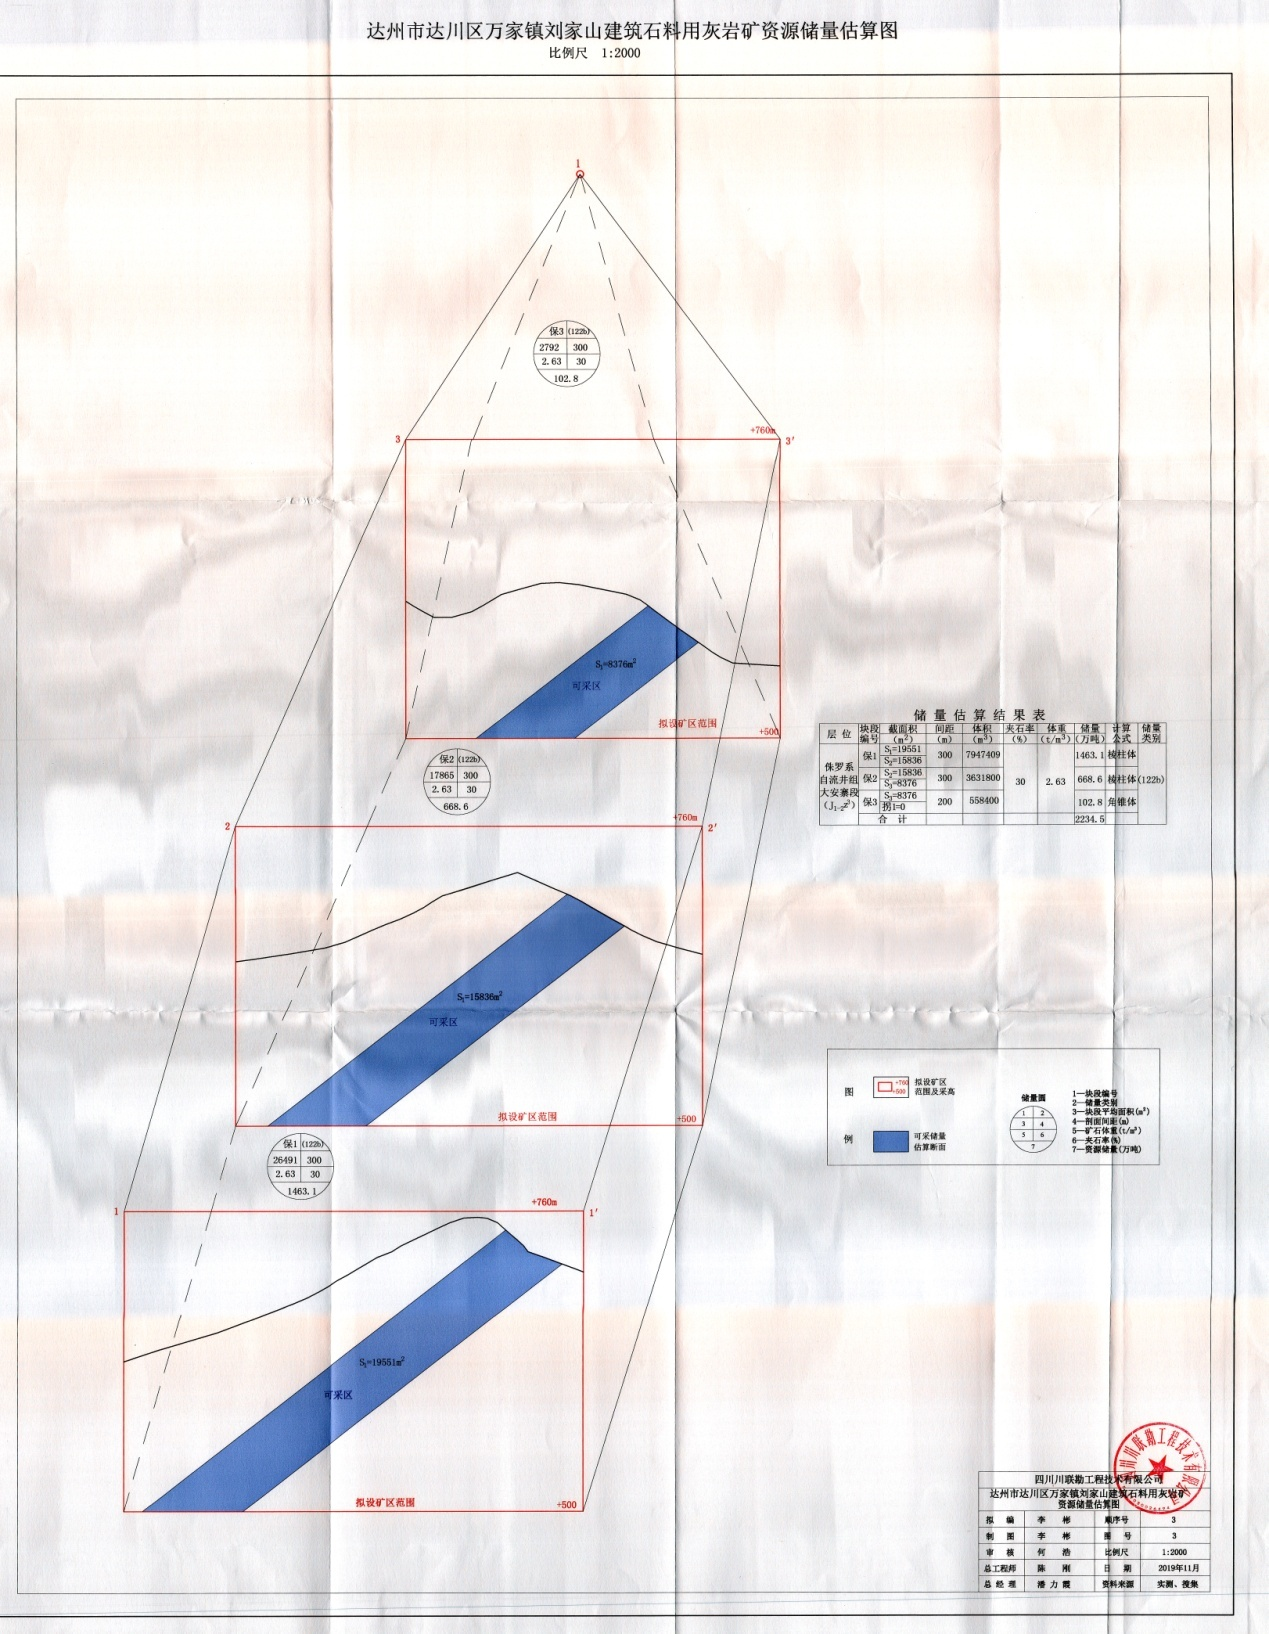 达州市达川区万家镇刘家山建筑石料用灰岩矿资源储量估算图
比例尺 1:2000
1
保3 (122b)
2792 300
2.63 30
102.8
3
+760m
3′
S₁=8376m²
可采区
拟设矿区范围
+500
保2 (122b)
17865 300
2.63 30
668.6
2
+760m
2′
S₁=15836m²
可采区
拟设矿区范围
+500
保1 (122b)
26491 300
2.63 30
1463.1
1
+760m
1′
S₁=19551m²
可采区
拟设矿区范围
+500
储量估算结果表
层位 块段编号 截面积(m²) 间距(m) 体积(m³) 夹石率(%) 体重(t/m³) 储量(万吨) 计算公式 储量类别
侏罗系自流井组大安寨段 30 2.63 (122b)
保1 S₁=19551 S₂=15836 300 7947409 1463.1 棱柱体
保2 S₂=15836 S₃=8376 300 3631800 668.6 棱柱体
保3 S₃=8376 拐1=0 200 558400 102.8 角锥体
合计 2234.5
图例
+760
+500
拟设矿区
范围及采高
可采储量
估算断面
储量圆
1 2
3 4
5 6
7
1—块段编号
2—储量类别
3—块段平均面积(m²)
4—剖面间距(m)
5—矿石体重(t/m³)
6—夹石率(%)
7—资源储量(万吨)
四川川联勘工程技术有限公司
达州市达川区万家镇刘家山建筑石料用灰岩矿
资源储量估算图
拟编 李彬 顺序号 3
制图 李彬 图号 3
审核 何浩 比例尺 1:2000
总工程师 陈刚 日期 2019年11月
总经理 潘力霞 资料来源 实测、搜集